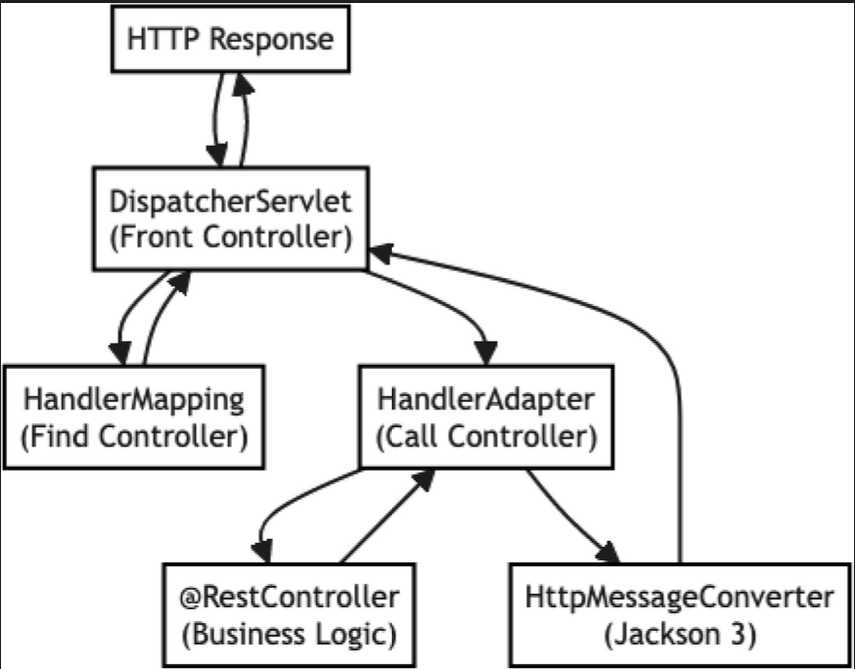 HTTP Response
DispatcherServlet
(Front Controller)
HandlerMapping
(Find Controller)
HandlerAdapter
(Call Controller)
@RestController
(Business Logic)
HttpMessageConverter
(Jackson 3)